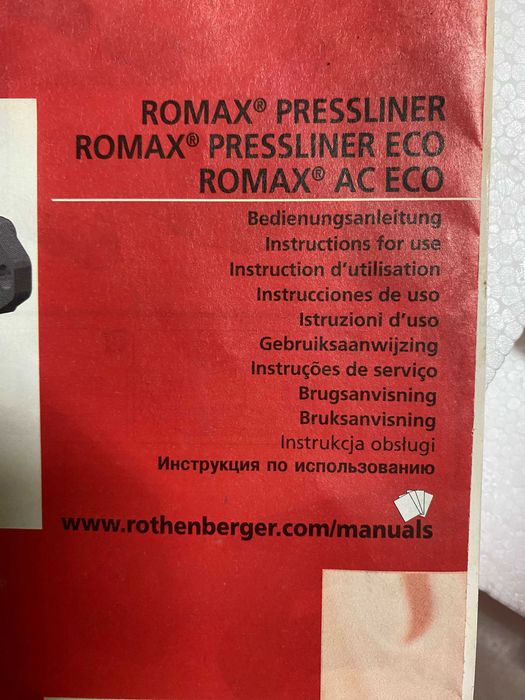 ROMAX® PRESSLINER
ROMAX® PRESSLINER ECO
ROMAX® AC ECO
Bedienungsanleitung
Instructions for use
Instruction d'utilisation
Instrucciones de uso
Istruzioni d'uso
Gebruiksaanwijzing
Instruções de serviço
Brugsanvisning
Bruksanvisning
Instrukcja obsługi
Инструкция по использованию
www.rothenberger.com/manuals